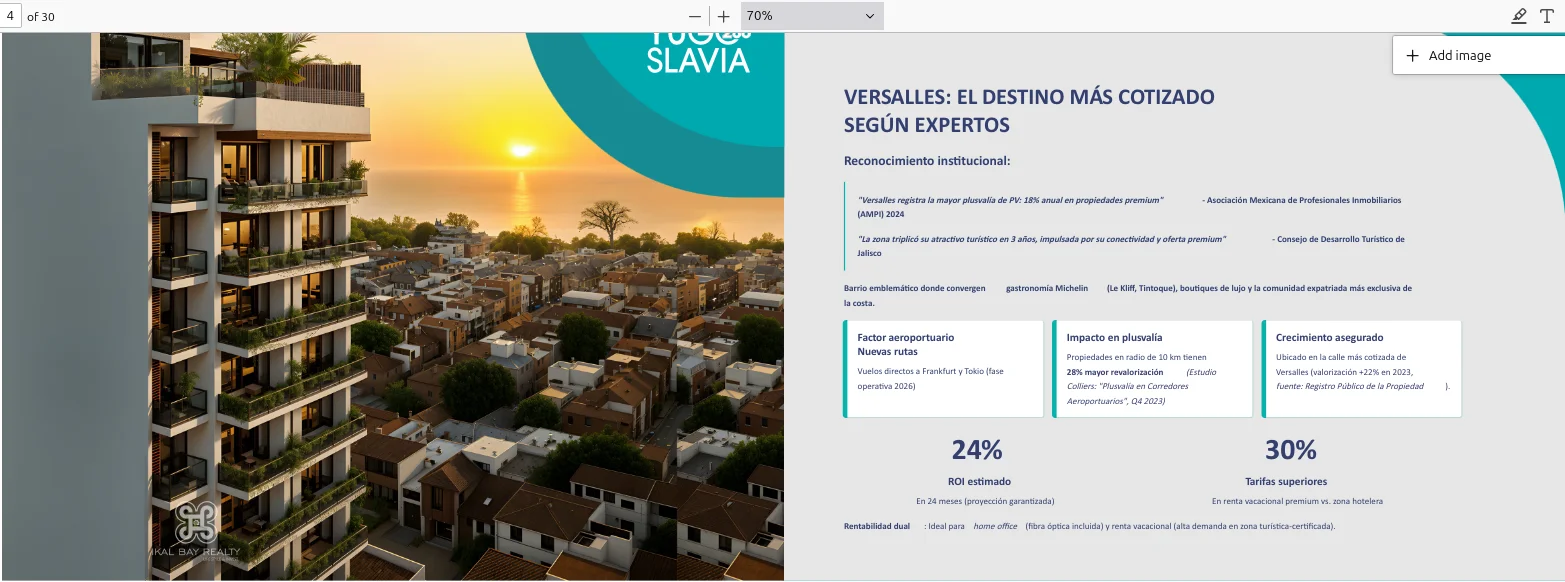 4 of 30
70%
Add image
SLAVIA
VERSALLES: EL DESTINO MÁS COTIZADO
SEGÚN EXPERTOS
Reconocimiento institucional:
"Versalles registra la mayor plusvalía de PV: 18% anual en propiedades premium" - Asociación Mexicana de Profesionales Inmobiliarios
(AMPI) 2024
"La zona triplicó su atractivo turístico en 3 años, impulsada por su conectividad y oferta premium" - Consejo de Desarrollo Turístico de
Jalisco
Barrio emblemático donde convergen gastronomía Michelin (Le Kliff, Tintoque), boutiques de lujo y la comunidad expatriada más exclusiva de
la costa.
Factor aeroportuario
Nuevas rutas
Vuelos directos a Frankfurt y Tokio (fase
operativa 2026)
Impacto en plusvalía
Propiedades en radio de 10 km tienen
28% mayor revalorización (Estudio
Colliers: "Plusvalía en Corredores
Aeroportuarios", Q4 2023)
Crecimiento asegurado
Ubicado en la calle más cotizada de
Versalles (valorización +22% en 2023,
fuente: Registro Público de la Propiedad ).
24%
ROI estimado
En 24 meses (proyección garantizada)
30%
Tarifas superiores
En renta vacacional premium vs. zona hotelera
Rentabilidad dual : Ideal para home office (fibra óptica incluida) y renta vacacional (alta demanda en zona turística-certificada).
IKAL BAY REALTY